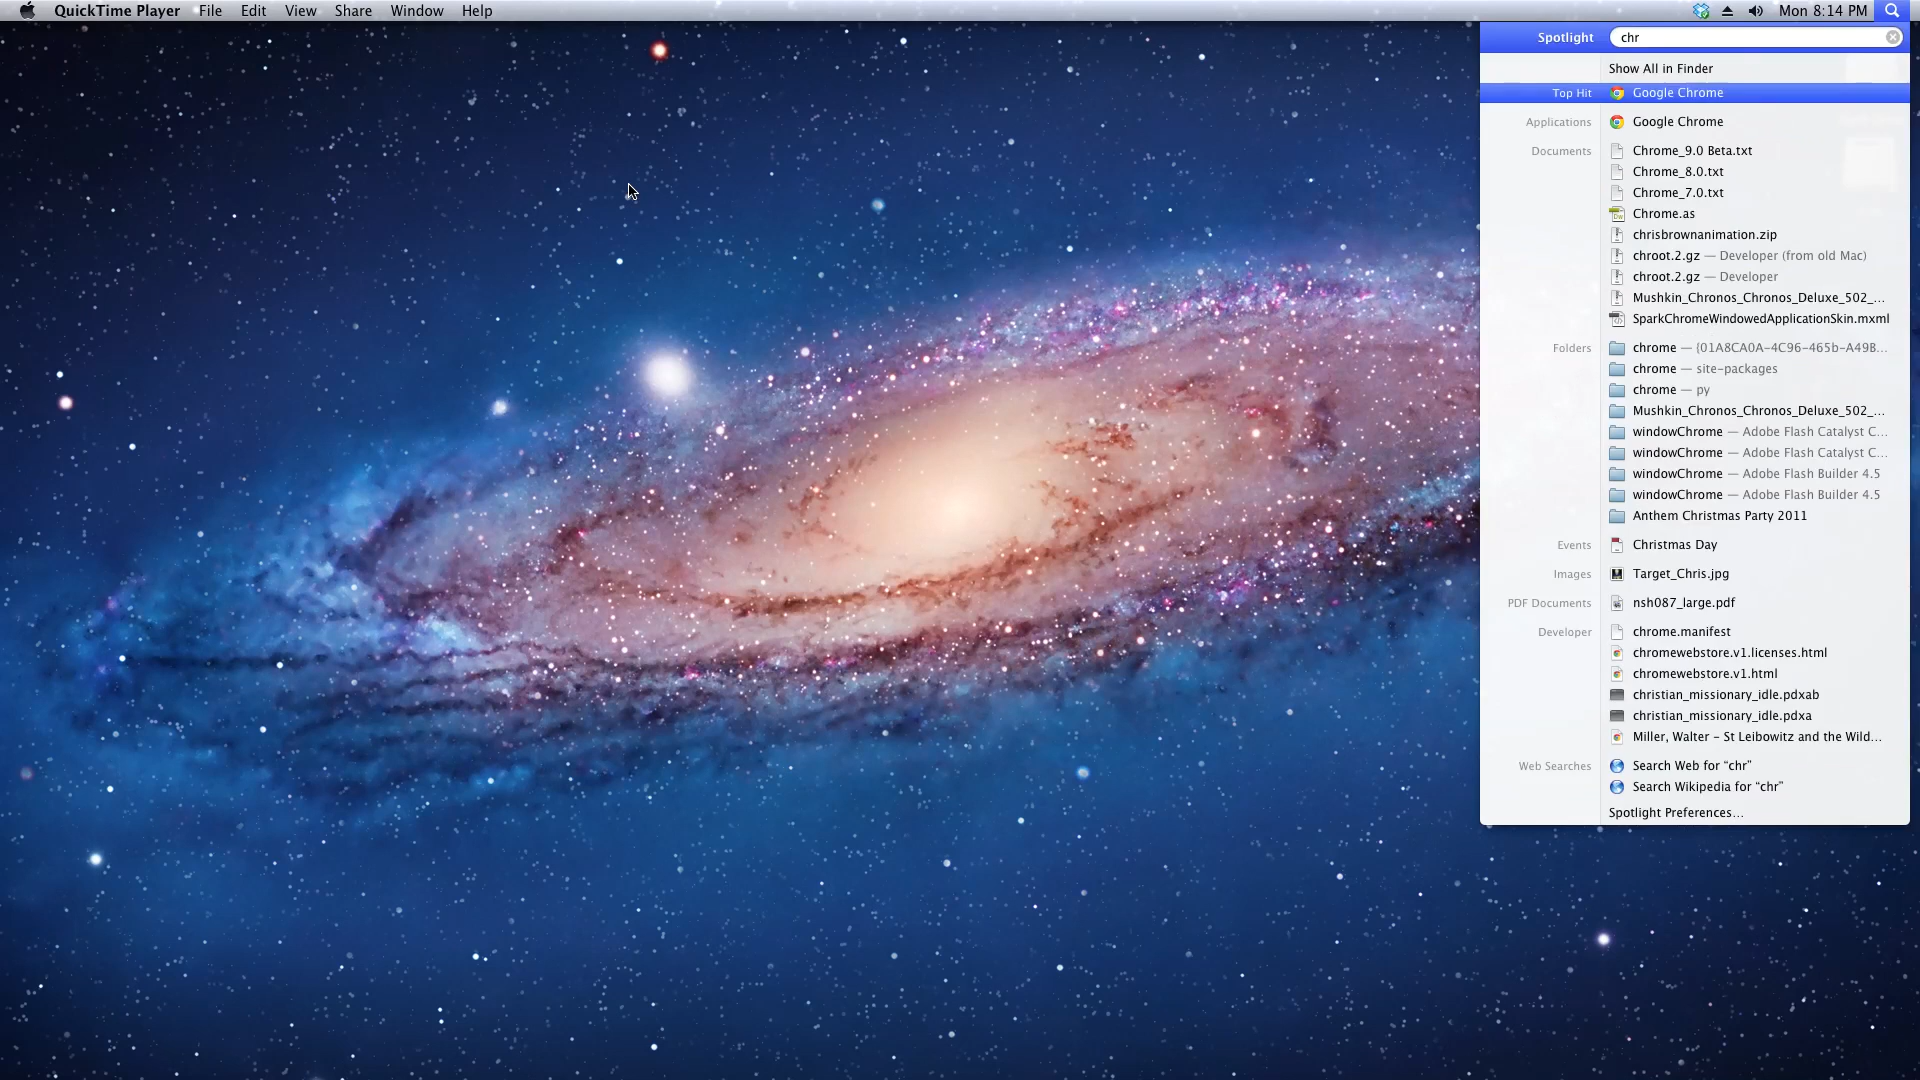 QuickTime Player File Edit View Share Window Help Mon 8:14 PM
Spotlight chr
Show All in Finder
Top Hit Google Chrome
Applications Google Chrome
Documents Chrome_9.0 Beta.txt
Chrome_8.0.txt
Chrome_7.0.txt
Chrome.as
chrisbrownanimation.zip
chroot.2.gz — Developer (from old Mac)
chroot.2.gz — Developer
Mushkin_Chronos_Chronos_Deluxe_502_...
SparkChromeWindowedApplicationSkin.mxml
Folders chrome — {01A8CA0A-4C96-465b-A49B...
chrome — site-packages
chrome — py
Mushkin_Chronos_Chronos_Deluxe_502_...
windowChrome — Adobe Flash Catalyst C...
windowChrome — Adobe Flash Catalyst C...
windowChrome — Adobe Flash Builder 4.5
windowChrome — Adobe Flash Builder 4.5
Anthem Christmas Party 2011
Events Christmas Day
Images Target_Chris.jpg
PDF Documents nsh087_large.pdf
Developer chrome.manifest
chromewebstore.v1.licenses.html
chromewebstore.v1.html
christian_missionary_idle.pdxab
christian_missionary_idle.pdxa
Miller, Walter - St Leibowitz and the Wild...
Web Searches Search Web for “chr”
Search Wikipedia for “chr”
Spotlight Preferences...